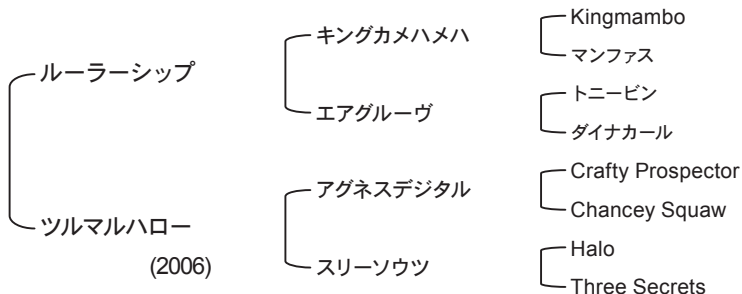 ルーラーシップ
ツルマルハロー
(2006)
キングカメハメハ
エアグルーヴ
アグネスデジタル
スリーソウツ
Kingmambo
マンファス
トニービン
ダイナカール
Crafty Prospector
Chancey Squaw
Halo
Three Secrets